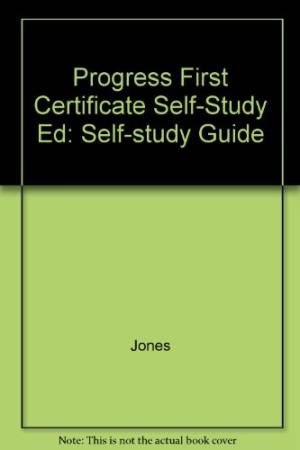 Progress First
Certificate Self-Study
Ed: Self-study Guide
Jones
Note: This is not the actual book cover